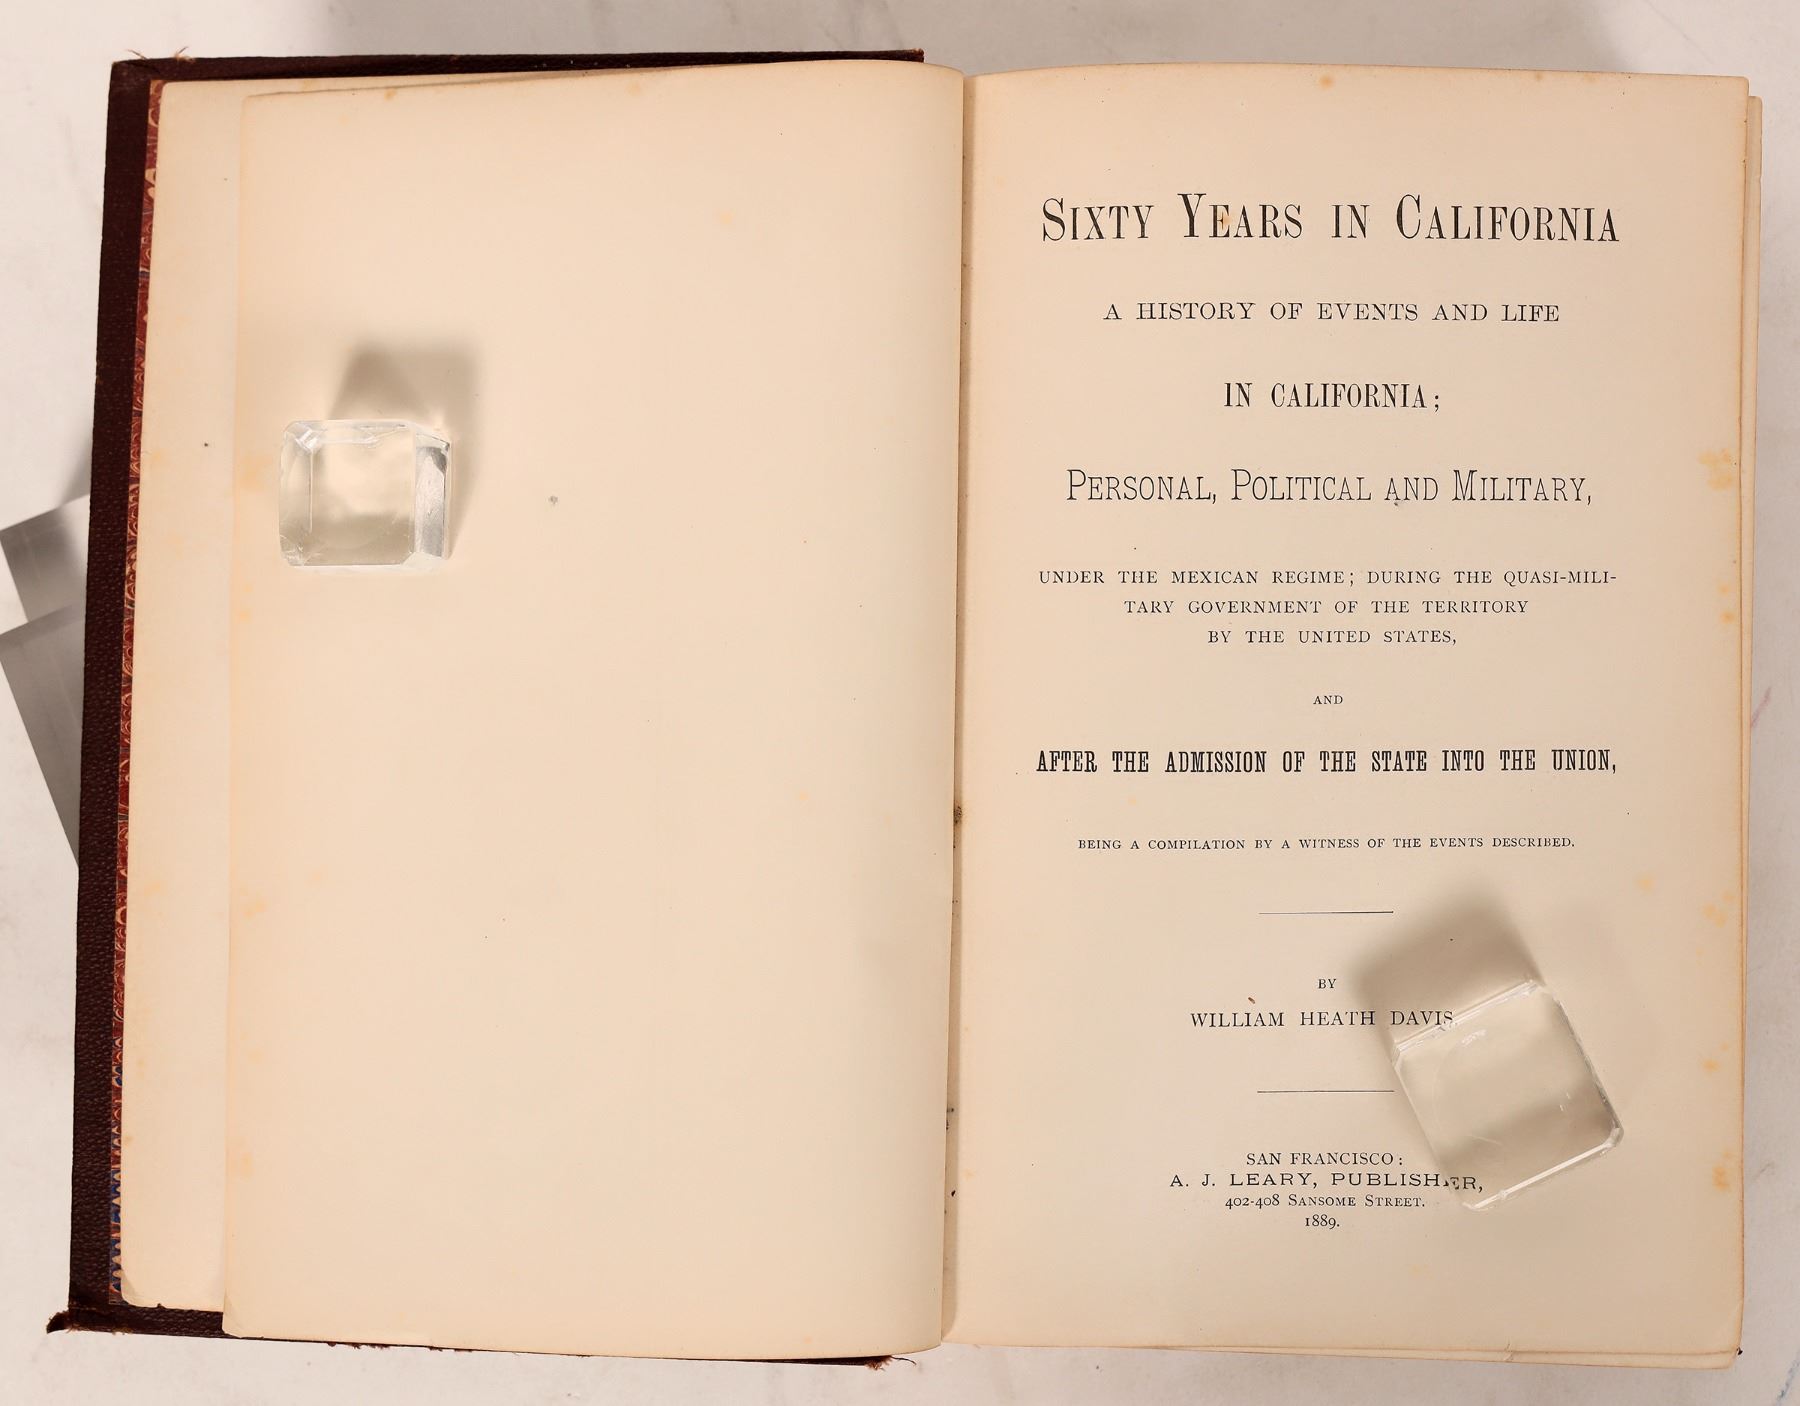 SIXTY YEARS IN CALIFORNIA
A HISTORY OF EVENTS AND LIFE
IN CALIFORNIA;
PERSONAL, POLITICAL AND MILITARY,
UNDER THE MEXICAN REGIME; DURING THE QUASI-MILI-
TARY GOVERNMENT OF THE TERRITORY
BY THE UNITED STATES,
AND
AFTER THE ADMISSION OF THE STATE INTO THE UNION,
BEING A COMPILATION BY A WITNESS OF THE EVENTS DESCRIBED.
BY
WILLIAM HEATH DAVIS
SAN FRANCISCO:
A. J. LEARY, PUBLISHER,
402-408 SANSOME STREET.
1889.